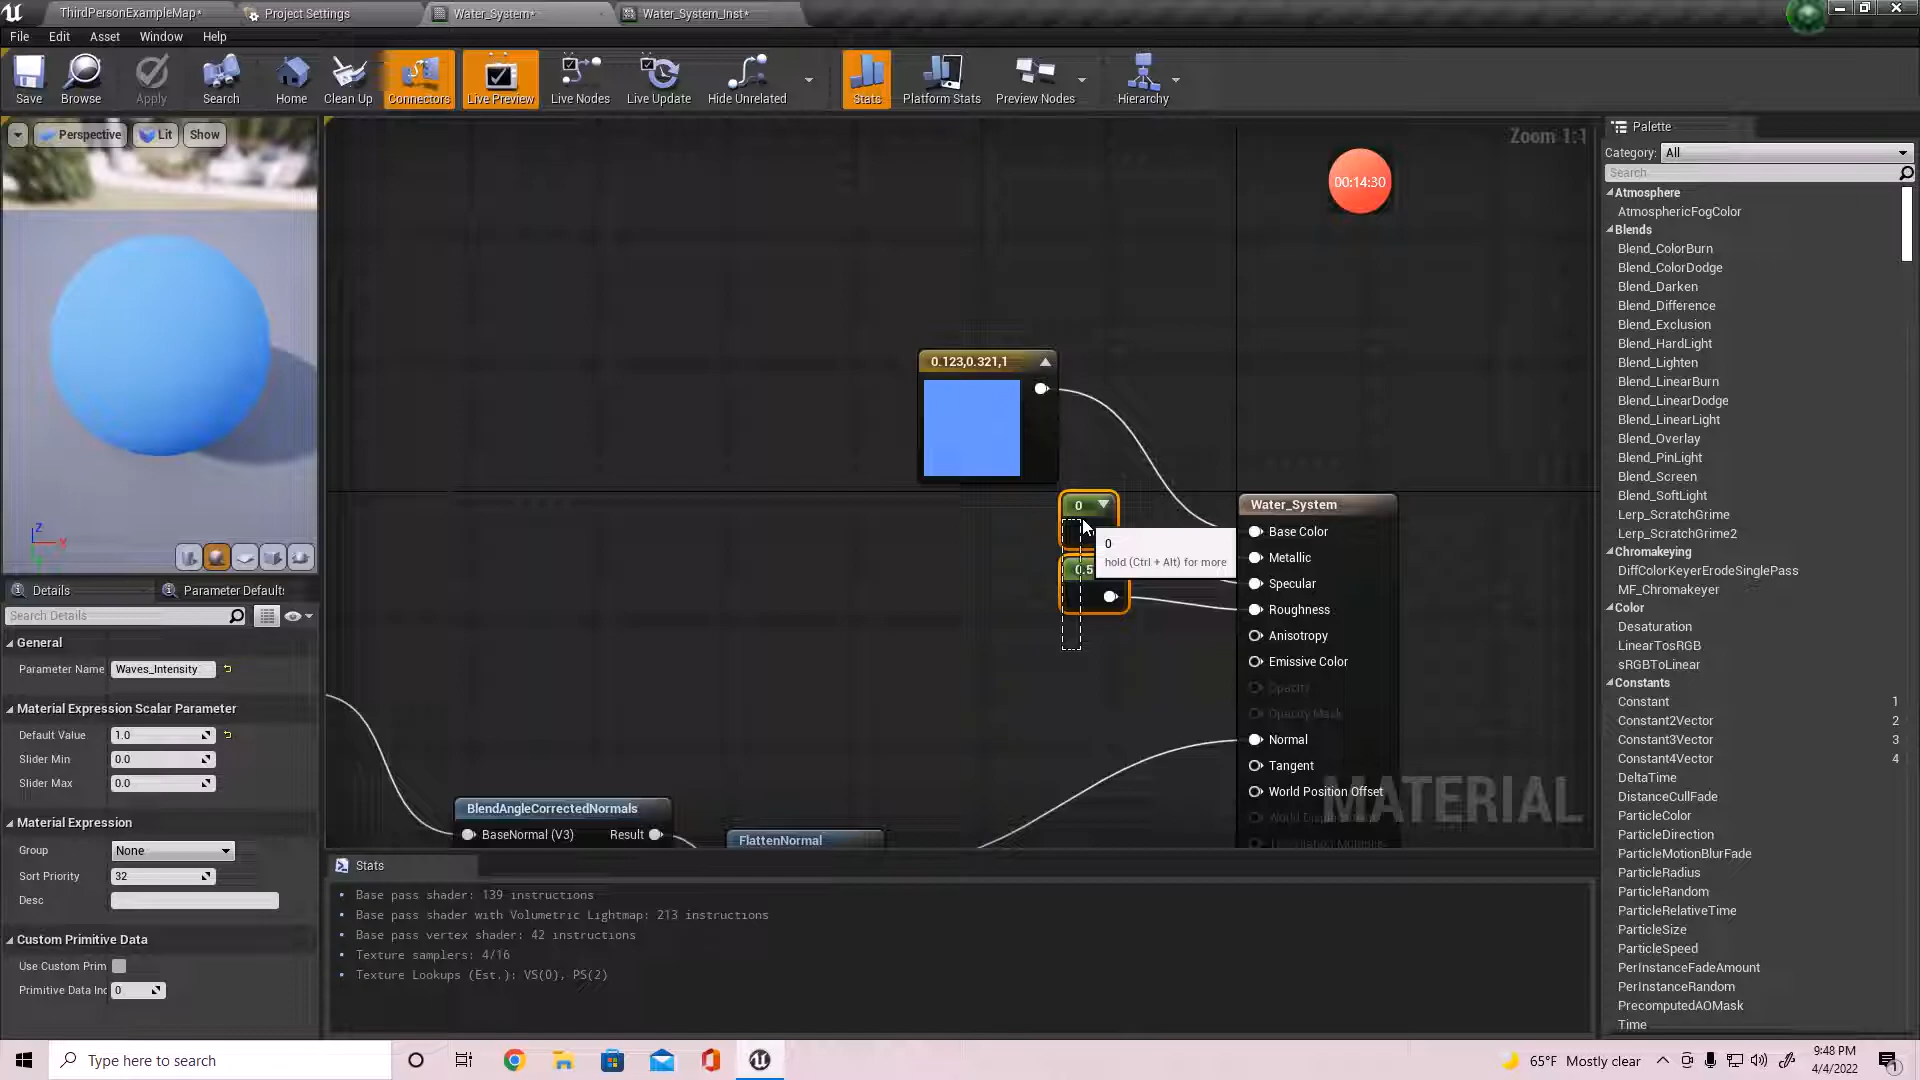 ThirdPersonExampleMap*
Project Settings
Water_System*
Water_System_Inst*
File Edit Asset Window Help
Save Browse Apply Search Home Clean Up Connectors Live Preview Live Nodes Live Update Hide Unrelated Stats Platform Stats Preview Nodes Hierarchy
Perspective Lit Show
Zoom 1:1
00:14:30
0.123,0.321,1
0
0
hold (Ctrl + Alt) for more
0.5
Water_System
Base Color
Metallic
Specular
Roughness
Anisotropy
Emissive Color
Opacity
Opacity Mask
Normal
Tangent
World Position Offset
MATERIAL
BlendAngleCorrectedNormals
BaseNormal (V3) Result
FlattenNormal
Z
Details
Parameter Defaults
Search Details
General
Parameter Name Waves_Intensity
Material Expression Scalar Parameter
Default Value 1.0
Slider Min 0.0
Slider Max 0.0
Material Expression
Group None
Sort Priority 32
Desc
Custom Primitive Data
Use Custom Prim
Primitive Data Inc 0
Stats
Base pass shader: 139 instructions
Base pass shader with Volumetric Lightmap: 213 instructions
Base pass vertex shader: 42 instructions
Texture samplers: 4/16
Texture Lookups (Est.): VS(0), PS(2)
Palette
Category: All
Search
Atmosphere
AtmosphericFogColor
Blends
Blend_ColorBurn
Blend_ColorDodge
Blend_Darken
Blend_Difference
Blend_Exclusion
Blend_HardLight
Blend_Lighten
Blend_LinearBurn
Blend_LinearDodge
Blend_LinearLight
Blend_Overlay
Blend_PinLight
Blend_Screen
Blend_SoftLight
Lerp_ScratchGrime
Lerp_ScratchGrime2
Chromakeying
DiffColorKeyerErodeSinglePass
MF_Chromakeyer
Color
Desaturation
LinearTosRGB
sRGBToLinear
Constants
Constant 1
Constant2Vector 2
Constant3Vector 3
Constant4Vector 4
DeltaTime
DistanceCullFade
ParticleColor
ParticleDirection
ParticleMotionBlurFade
ParticleRadius
ParticleRandom
ParticleRelativeTime
ParticleSize
ParticleSpeed
PerInstanceFadeAmount
PerInstanceRandom
PrecomputedAOMask
Time
Type here to search
65°F Mostly clear
9:48 PM
4/4/2022
1